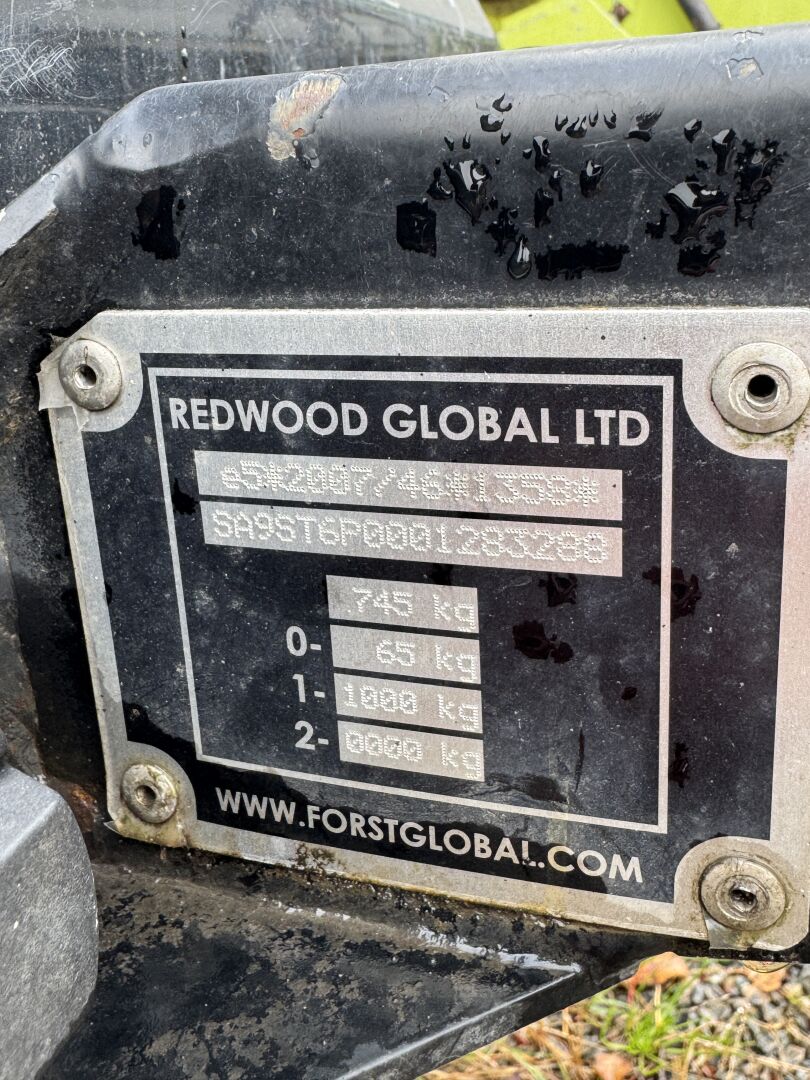 REDWOOD GLOBAL LTD
e5*2007/46*1358*
SA9ST6P0001283288
745 kg
0- 65 kg
1- 1000 kg
2- 0000 kg
WWW.FORSTGLOBAL.COM